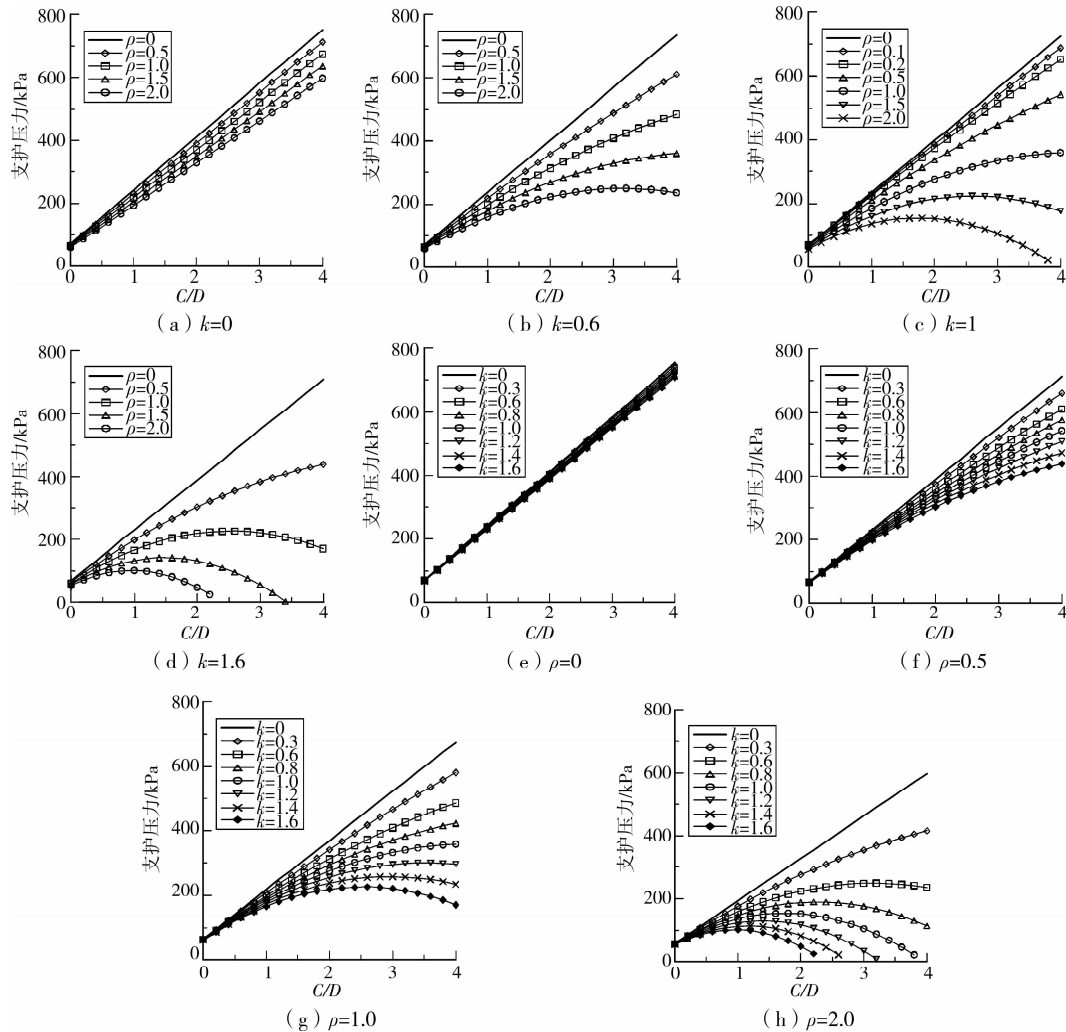 支护压力/kPa
800
600
400
200
0
ρ=0
ρ=0.5
ρ=1.0
ρ=1.5
ρ=2.0
0 1 2 3 4
C/D
（a）k=0
支护压力/kPa
800
600
400
200
0
ρ=0
ρ=0.5
ρ=1.0
ρ=1.5
ρ=2.0
0 1 2 3 4
C/D
（b）k=0.6
支护压力/kPa
800
600
400
200
0
ρ=0
ρ=0.1
ρ=0.2
ρ=0.5
ρ=1.0
ρ=1.5
ρ=2.0
0 1 2 3 4
C/D
（c）k=1
支护压力/kPa
800
600
400
200
0
ρ=0
ρ=0.5
ρ=1.0
ρ=1.5
ρ=2.0
0 1 2 3 4
C/D
（d）k=1.6
支护压力/kPa
800
600
400
200
0
k=0
k=0.3
k=0.6
k=0.8
k=1.0
k=1.2
k=1.4
k=1.6
0 1 2 3 4
C/D
（e）ρ=0
支护压力/kPa
800
600
400
200
0
k=0
k=0.3
k=0.6
k=0.8
k=1.0
k=1.2
k=1.4
k=1.6
0 1 2 3 4
C/D
（f）ρ=0.5
支护压力/kPa
800
600
400
200
0
k=0
k=0.3
k=0.6
k=0.8
k=1.0
k=1.2
k=1.4
k=1.6
0 1 2 3 4
C/D
（g）ρ=1.0
支护压力/kPa
800
600
400
200
0
k=0
k=0.3
k=0.6
k=0.8
k=1.0
k=1.2
k=1.4
k=1.6
0 1 2 3 4
C/D
（h）ρ=2.0